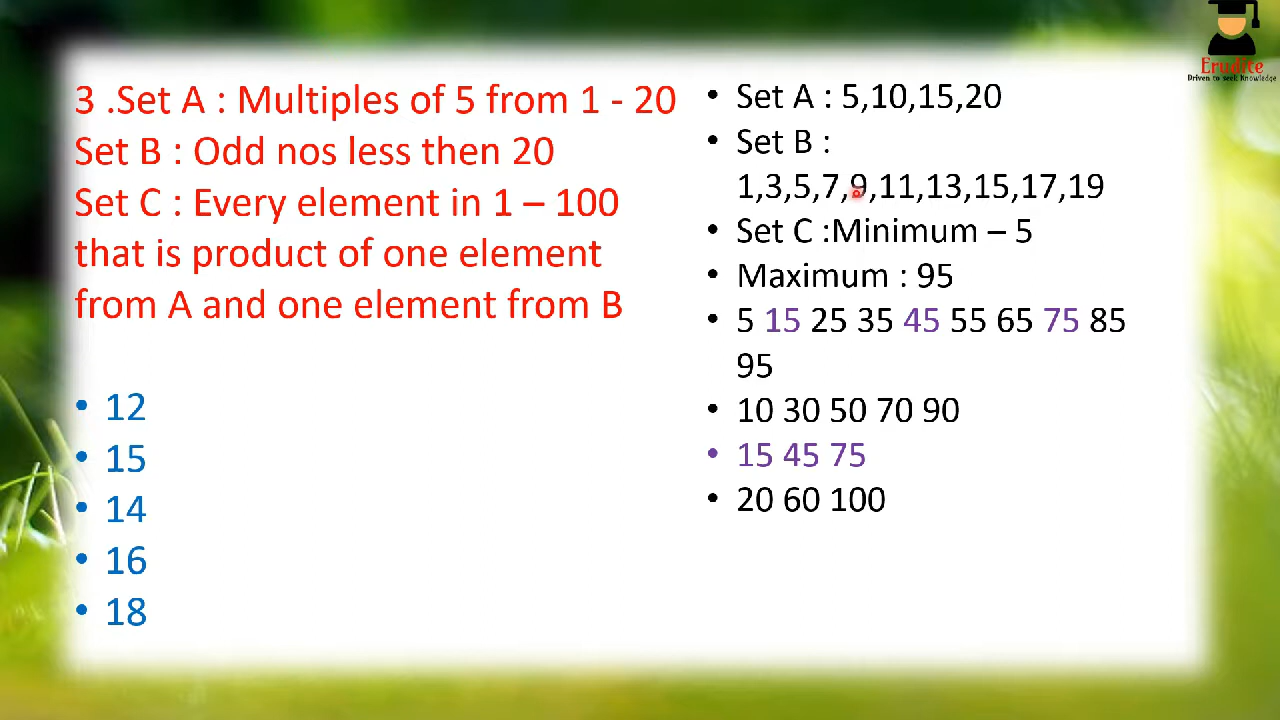 3 .Set A : Multiples of 5 from 1 - 20
Set B : Odd nos less then 20
Set C : Every element in 1 – 100
that is product of one element
from A and one element from B
• 12
• 15
• 14
• 16
• 18
• Set A : 5,10,15,20
• Set B :
1,3,5,7,9,11,13,15,17,19
• Set C :Minimum – 5
• Maximum : 95
• 5 15 25 35 45 55 65 75 85
95
• 10 30 50 70 90
• 15 45 75
• 20 60 100
Erudite
Driven to seek Knowledge